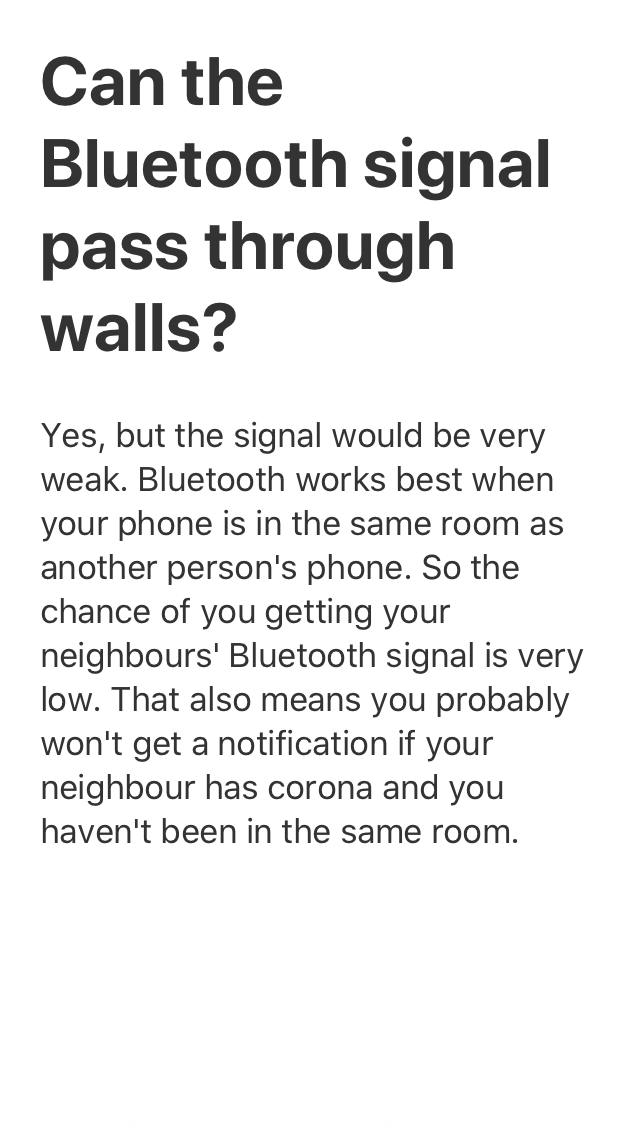 Can the
Bluetooth signal
pass through
walls?
Yes, but the signal would be very
weak. Bluetooth works best when
your phone is in the same room as
another person's phone. So the
chance of you getting your
neighbours' Bluetooth signal is very
low. That also means you probably
won't get a notification if your
neighbour has corona and you
haven't been in the same room.